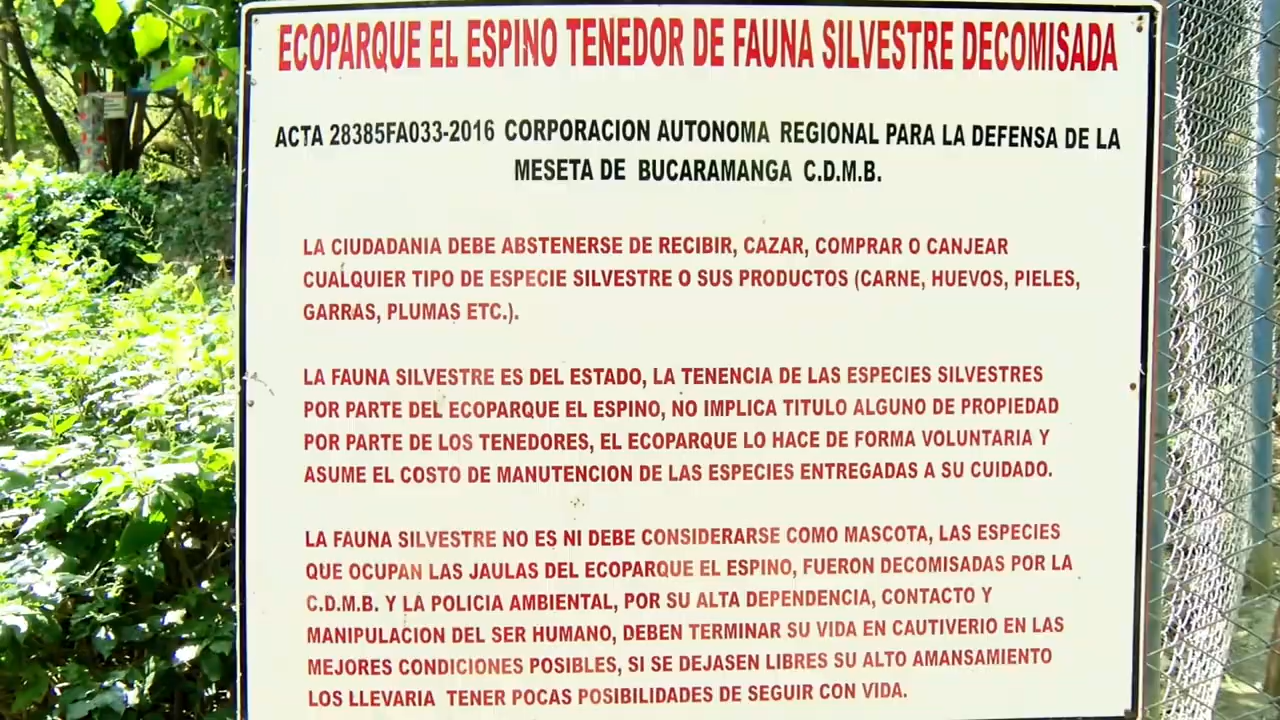 ECOPARQUE EL ESPINO TENEDOR DE FAUNA SILVESTRE DECOMISADA
ACTA 28385FA033-2016 CORPORACION AUTONOMA REGIONAL PARA LA DEFENSA DE LA
MESETA DE BUCARAMANGA C.D.M.B.
LA CIUDADANIA DEBE ABSTENERSE DE RECIBIR, CAZAR, COMPRAR O CANJEAR
CUALQUIER TIPO DE ESPECIE SILVESTRE O SUS PRODUCTOS (CARNE, HUEVOS, PIELES,
GARRAS, PLUMAS ETC.).
LA FAUNA SILVESTRE ES DEL ESTADO, LA TENENCIA DE LAS ESPECIES SILVESTRES
POR PARTE DEL ECOPARQUE EL ESPINO, NO IMPLICA TITULO ALGUNO DE PROPIEDAD
POR PARTE DE LOS TENEDORES, EL ECOPARQUE LO HACE DE FORMA VOLUNTARIA Y
ASUME EL COSTO DE MANUTENCION DE LAS ESPECIES ENTREGADAS A SU CUIDADO.
LA FAUNA SILVESTRE NO ES NI DEBE CONSIDERARSE COMO MASCOTA, LAS ESPECIES
QUE OCUPAN LAS JAULAS DEL ECOPARQUE EL ESPINO, FUERON DECOMISADAS POR LA
C.D.M.B. Y LA POLICIA AMBIENTAL, POR SU ALTA DEPENDENCIA, CONTACTO Y
MANIPULACION DEL SER HUMANO, DEBEN TERMINAR SU VIDA EN CAUTIVERIO EN LAS
MEJORES CONDICIONES POSIBLES, SI SE DEJASEN LIBRES SU ALTO AMANSAMIENTO
LOS LLEVARIA TENER POCAS POSIBILIDADES DE SEGUIR CON VIDA.